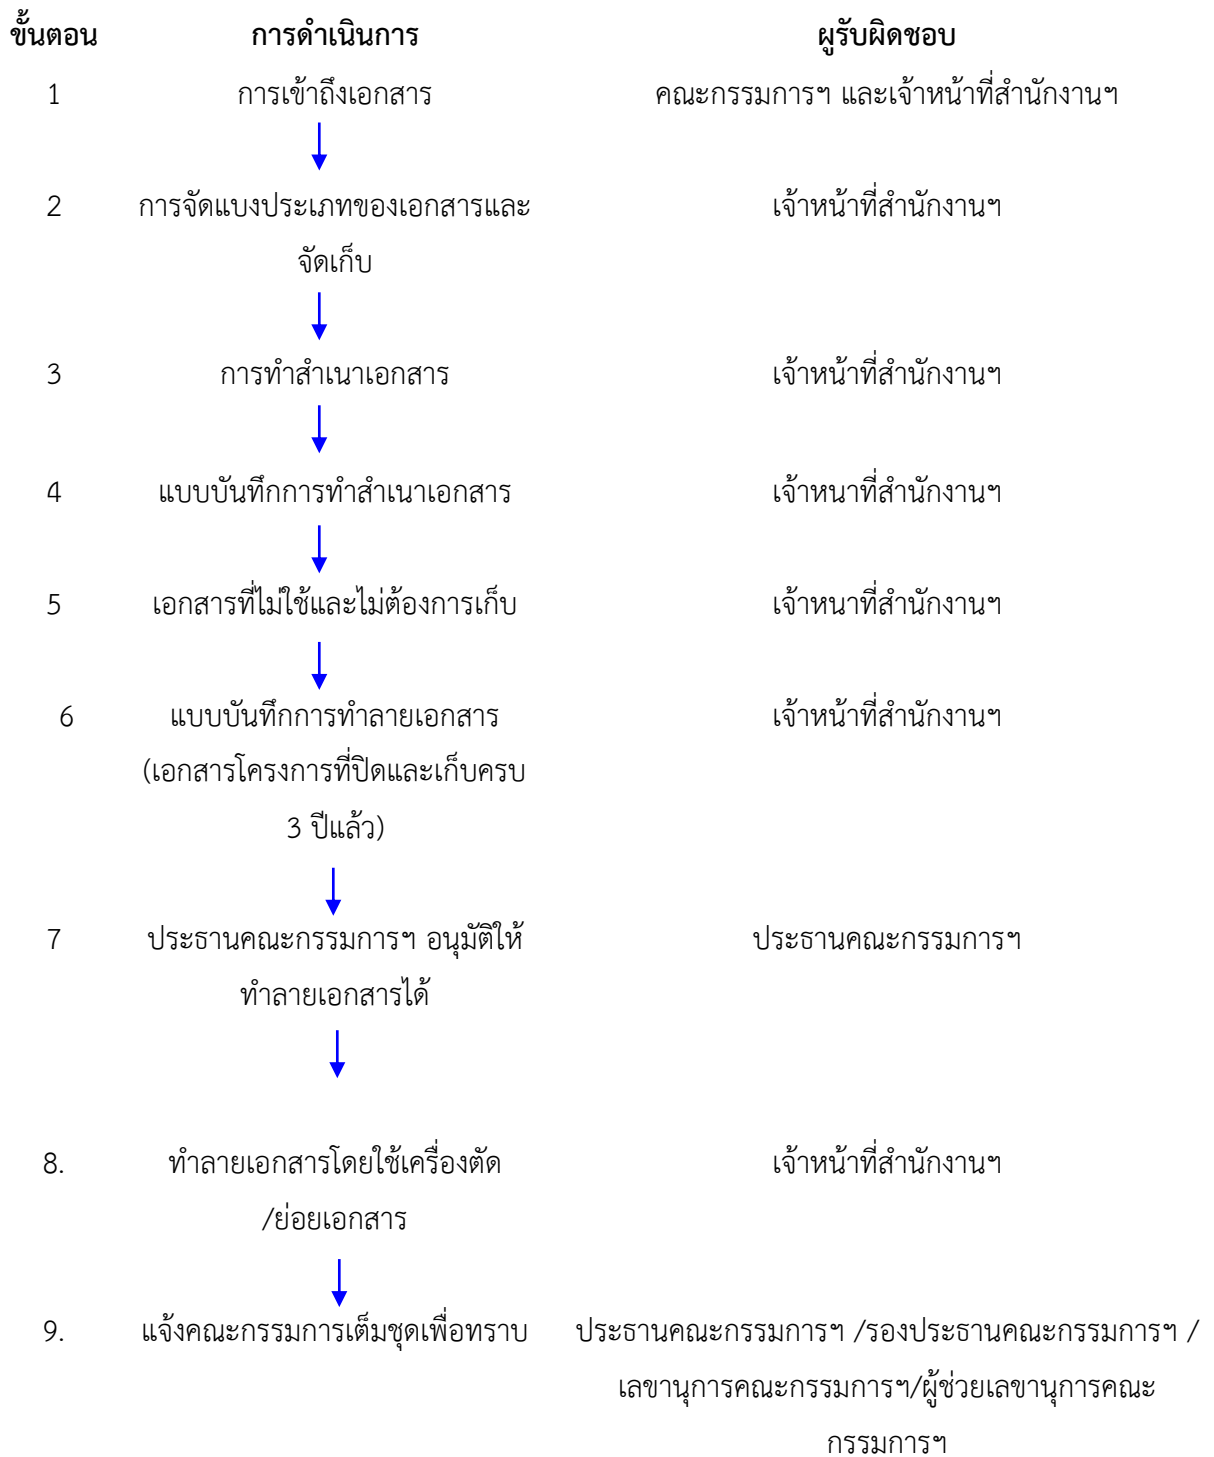 ขั้นตอน การดำเนินการ ผูรับผิดชอบ
1 การเข้าถึงเอกสาร คณะกรรมการฯ และเจ้าหน้าที่สำนักงานฯ
2 การจัดแบงประเภทของเอกสารและ เจ้าหน้าที่สำนักงานฯ
จัดเก็บ
3 การทำสำเนาเอกสาร เจ้าหน้าที่สำนักงานฯ
4 แบบบันทึกการทำสำเนาเอกสาร เจ้าหนาที่สำนักงานฯ
5 เอกสารที่ไม่ใช้และไม่ต้องการเก็บ เจ้าหนาที่สำนักงานฯ
6 แบบบันทึกการทำลายเอกสาร เจ้าหน้าที่สำนักงานฯ
(เอกสารโครงการที่ปิดและเก็บครบ
3 ปีแล้ว)
7 ประธานคณะกรรมการฯ อนุมัติให้ ประธานคณะกรรมการฯ
ทำลายเอกสารได้
8. ทำลายเอกสารโดยใช้เครื่องตัด เจ้าหน้าที่สำนักงานฯ
/ย่อยเอกสาร
9. แจ้งคณะกรรมการเต็มชุดเพื่อทราบ ประธานคณะกรรมการฯ /รองประธานคณะกรรมการฯ /
เลขานุการคณะกรรมการฯ/ผู้ช่วยเลขานุการคณะ
กรรมการฯ